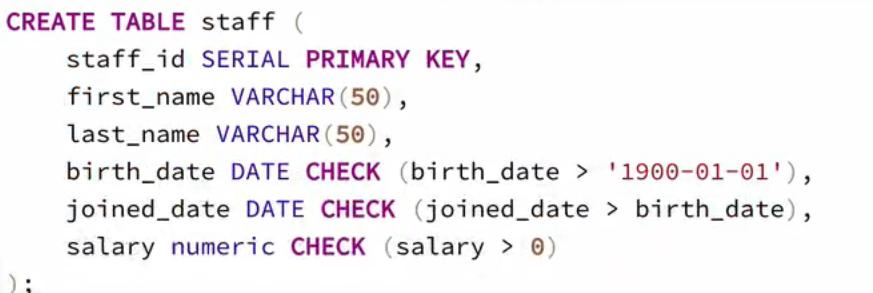 CREATE TABLE staff (
    staff_id SERIAL PRIMARY KEY,
    first_name VARCHAR(50),
    last_name VARCHAR(50),
    birth_date DATE CHECK (birth_date > '1900-01-01'),
    joined_date DATE CHECK (joined_date > birth_date),
    salary numeric CHECK (salary > 0)
);